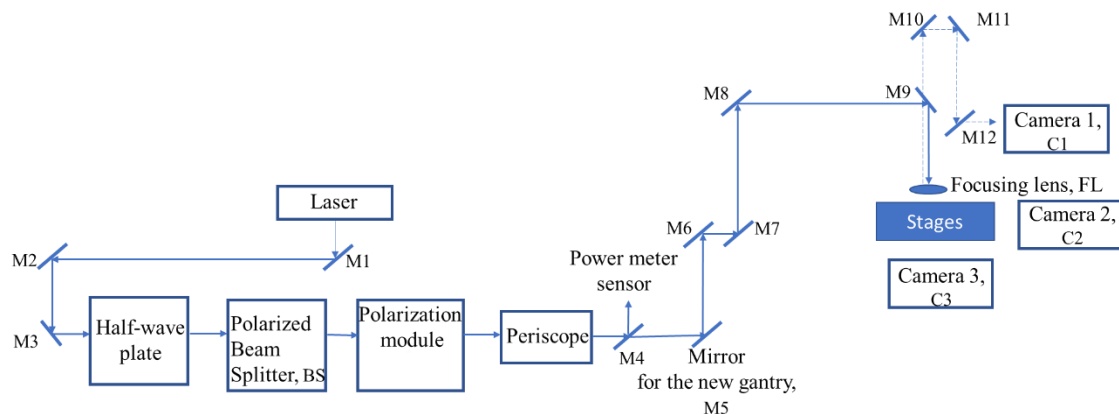 M10
M11
M8
M9
M12
Camera 1,
C1
Focusing lens, FL
Stages
Camera 2,
C2
Camera 3,
C3
M6
M7
Laser
M2
M1
Power meter
sensor
M3
Half-wave
plate
Polarized
Beam
Splitter, BS
Polarization
module
Periscope
M4
Mirror
for the new gantry,
M5